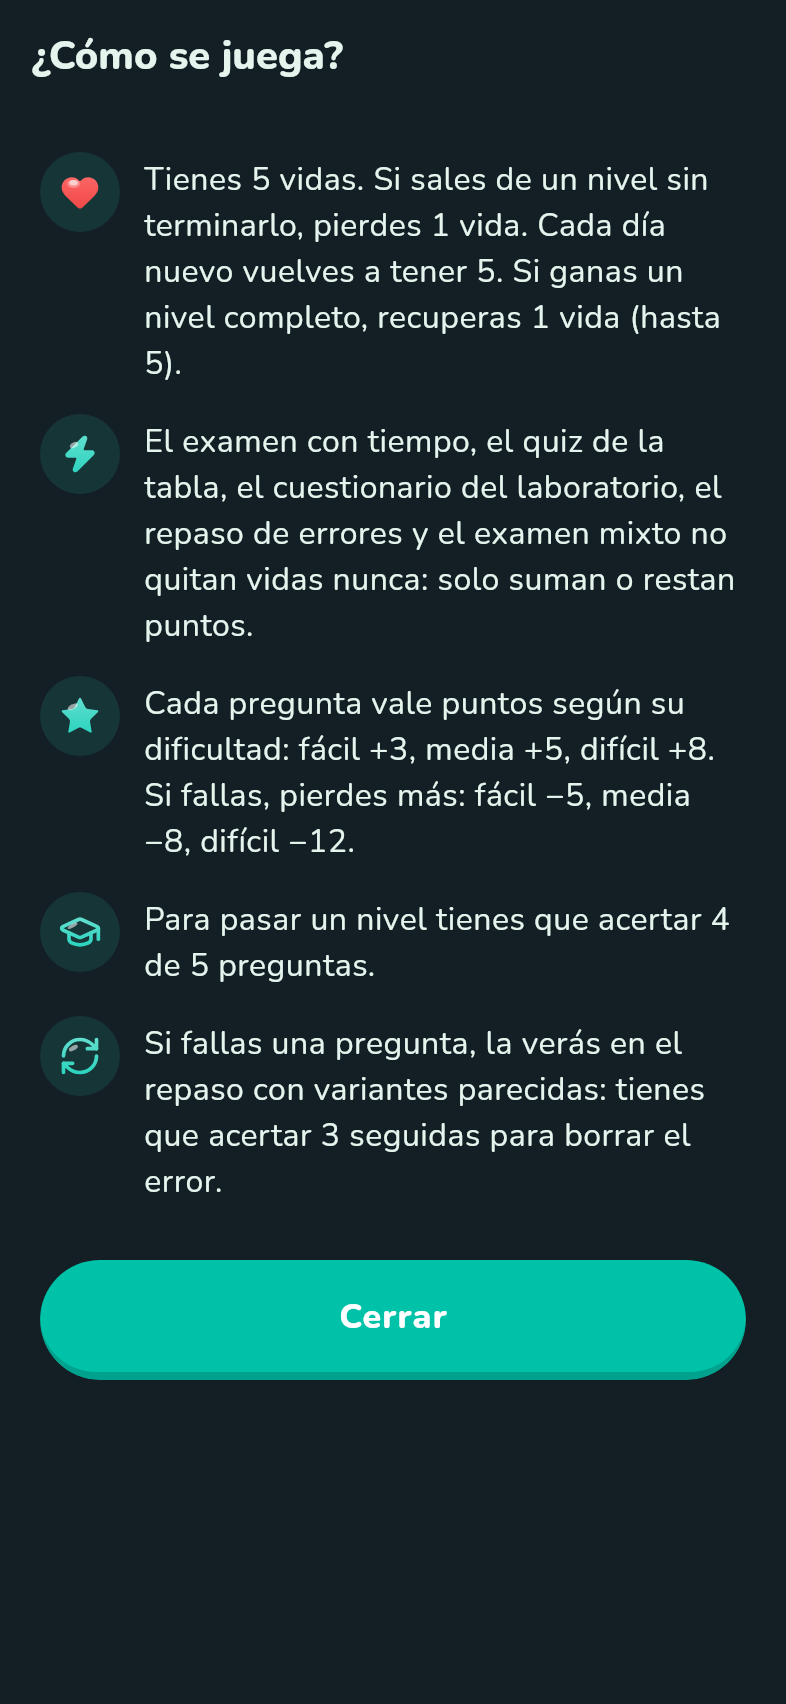 ¿Cómo se juega?
Tienes 5 vidas. Si sales de un nivel sin
terminarlo, pierdes 1 vida. Cada día
nuevo vuelves a tener 5. Si ganas un
nivel completo, recuperas 1 vida (hasta
5).
El examen con tiempo, el quiz de la
tabla, el cuestionario del laboratorio, el
repaso de errores y el examen mixto no
quitan vidas nunca: solo suman o restan
puntos.
Cada pregunta vale puntos según su
dificultad: fácil +3, media +5, difícil +8.
Si fallas, pierdes más: fácil −5, media
−8, difícil −12.
Para pasar un nivel tienes que acertar 4
de 5 preguntas.
Si fallas una pregunta, la verás en el
repaso con variantes parecidas: tienes
que acertar 3 seguidas para borrar el
error.
Cerrar